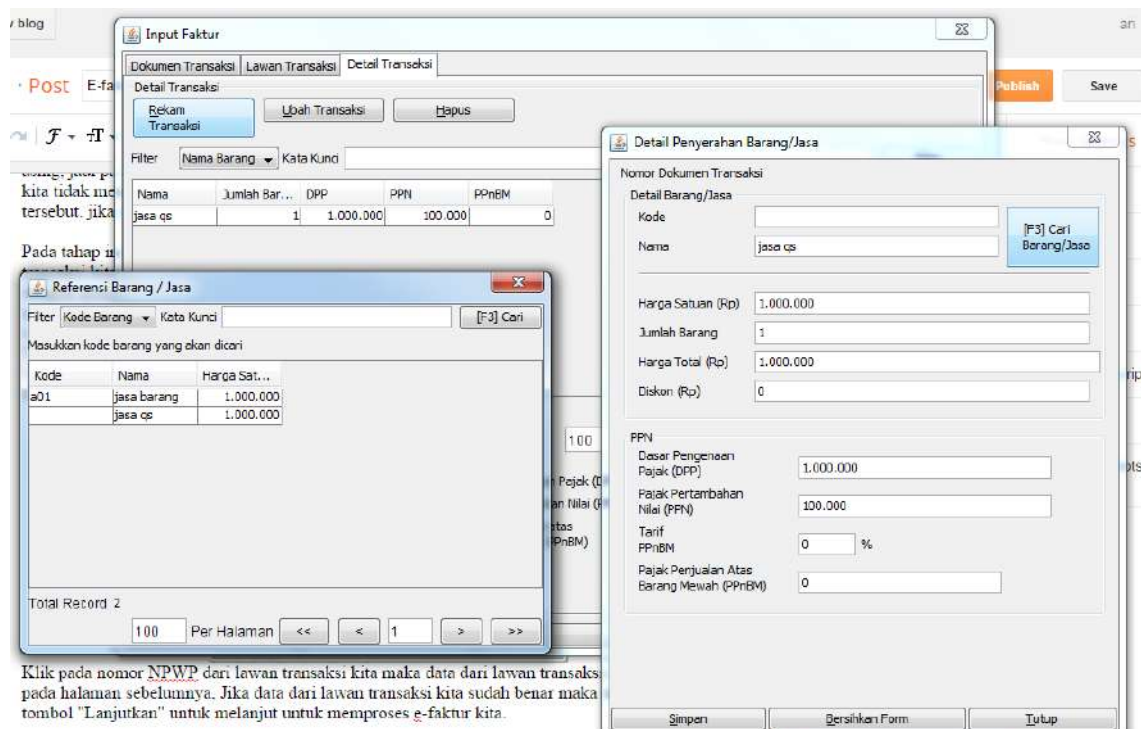 blog
an
Post
E-fa
Publish
Save
kita tidak me
tersebut. jika
Pada tahap in
Input Faktur
Dokumen Transaksi
Lawan Transaksi
Detail Transaksi
Detail Transaksi
Rekam
Transaksi
Ubah Transaksi
Hapus
Filter
Nama Barang
Kata Kunci
Nama
Jumlah Bar...
DPP
PPN
PPnBM
jasa qs
1
1.000.000
100.000
0
Referensi Barang / Jasa
Filter
Kode Barang
Kata Kunci
[F3] Cari
Masukkan kode barang yang akan dicari
Kode
Nama
Harga Sat...
a01
jasa barang
1.000.000
jasa qs
1.000.000
Total Record 2
100
Per Halaman
<<
<
1
>
>>
100
Pajak (D
an Nilai (P
atas
PPnBM)
Detail Penyerahan Barang/Jasa
Nomor Dokumen Transaksi
Detail Barang/Jasa
Kode
Nama
jasa qs
[F3] Cari
Barang/Jasa
Harga Satuan (Rp)
1.000.000
Jumlah Barang
1
Harga Total (Rp)
1.000.000
Diskon (Rp)
0
PPN
Dasar Pengenaan
Pajak (DPP)
1.000.000
Pajak Pertambahan
Nilai (PPN)
100.000
Tarif
PPnBM
0
%
Pajak Penjualan Atas
Barang Mewah (PPnBM)
0
Simpan
Bersihkan Form
Tutup
Klik pada nomor NPWP dari lawan transaksi kita maka data dari lawan transaks
pada halaman sebelumnya. Jika data dari lawan transaksi kita sudah benar maka
tombol "Lanjutkan" untuk melanjut untuk memproses e-faktur kita.